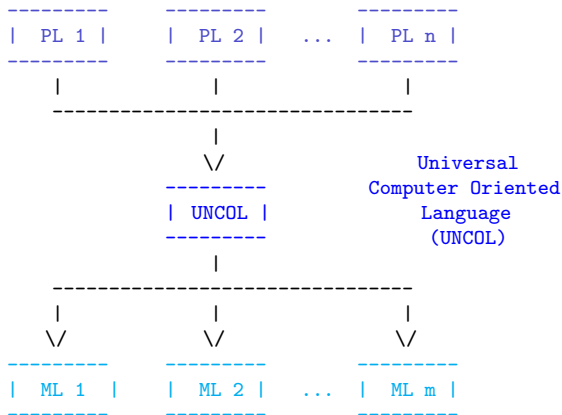 ---------     ---------        ---------
|  PL 1 |     |  PL 2 |   ...  |  PL n |
---------     ---------        ---------
|             |                |
--------------------------------
|
\/
Universal
---------
Computer Oriented
| UNCOL |
Language
---------
(UNCOL)
|
--------------------------------
|             |                |
\/            \/               \/
---------     ---------        ---------
|  ML 1  |    |  ML 2 |   ...  |  ML m |
---------     ---------        ---------